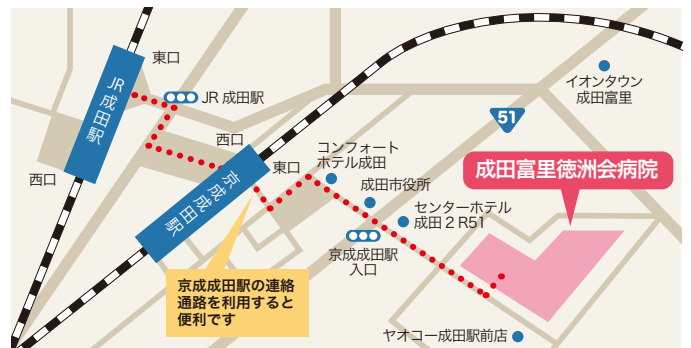 東口
JR 成田駅
JR成田駅
西口
西口
東口
京成成田駅
コンフォート
ホテル成田
成田市役所
センターホテル
成田２R51
京成成田駅
入口
51
イオンタウン
成田富里
成田富里徳洲会病院
京成成田駅の連絡
通路を利用すると
便利です
ヤオコー成田駅前店